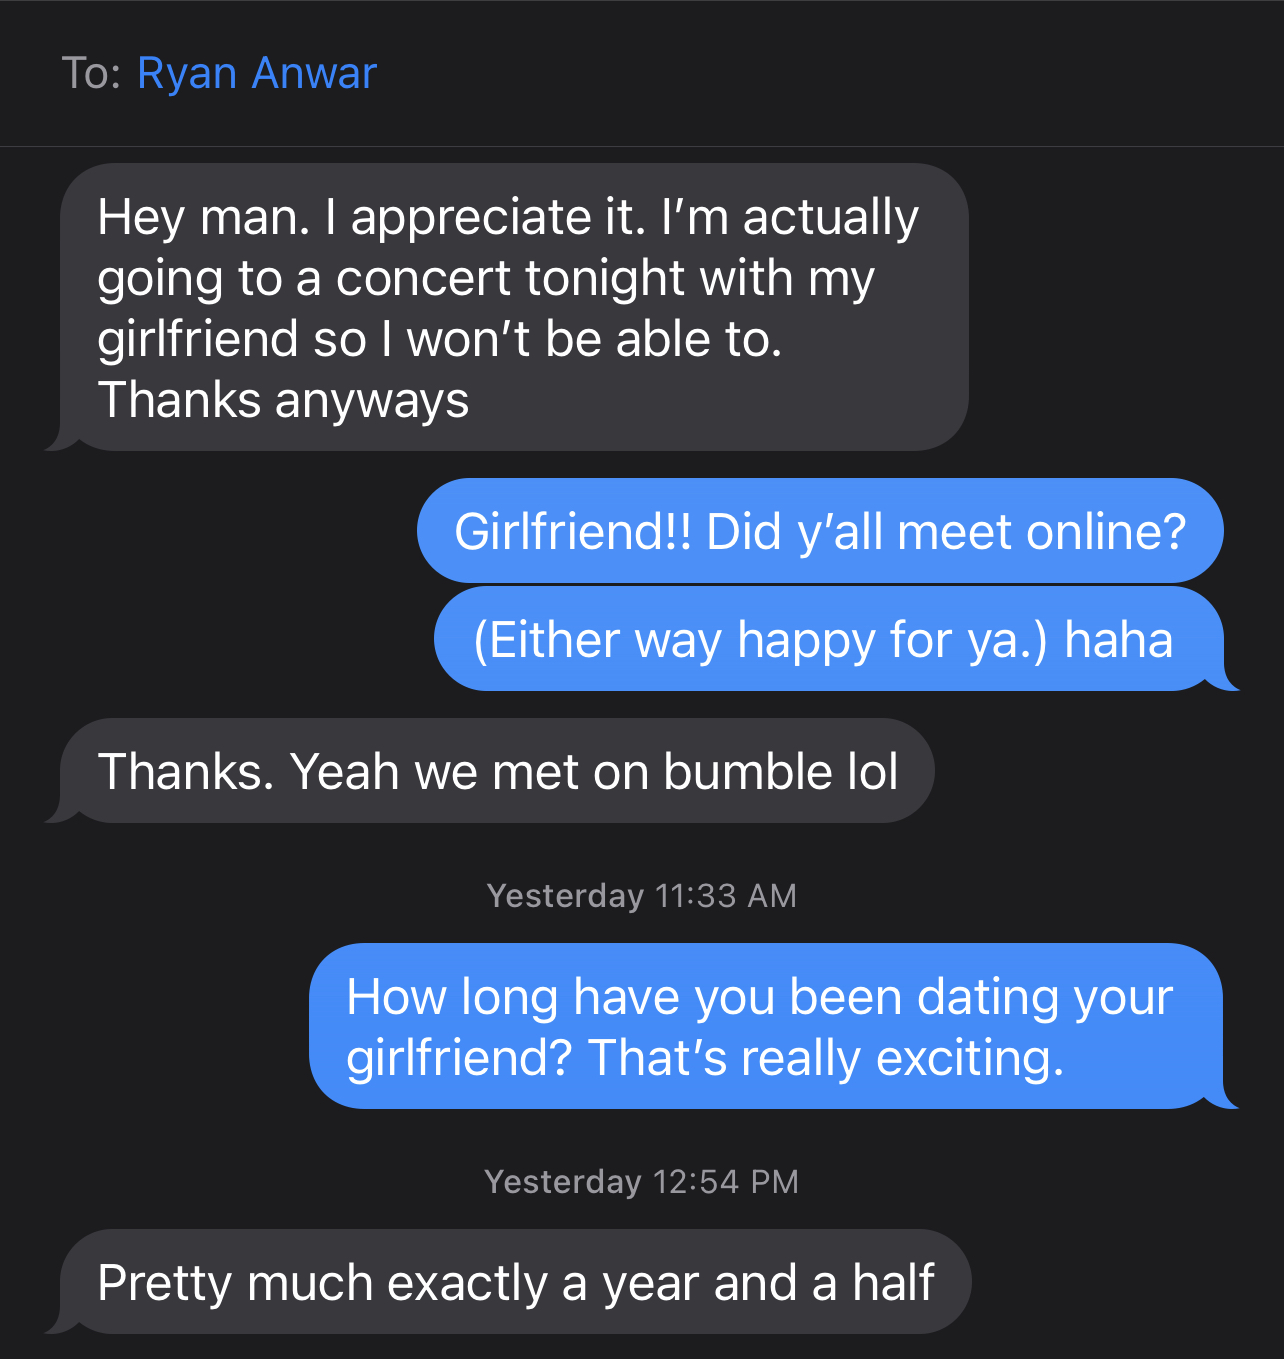 To: Ryan Anwar
Hey man. I appreciate it. I’m actually
going to a concert tonight with my
girlfriend so I won’t be able to.
Thanks anyways
Girlfriend!! Did y’all meet online?
(Either way happy for ya.) haha
Thanks. Yeah we met on bumble lol
Yesterday 11:33 AM
How long have you been dating your
girlfriend? That’s really exciting.
Yesterday 12:54 PM
Pretty much exactly a year and a half